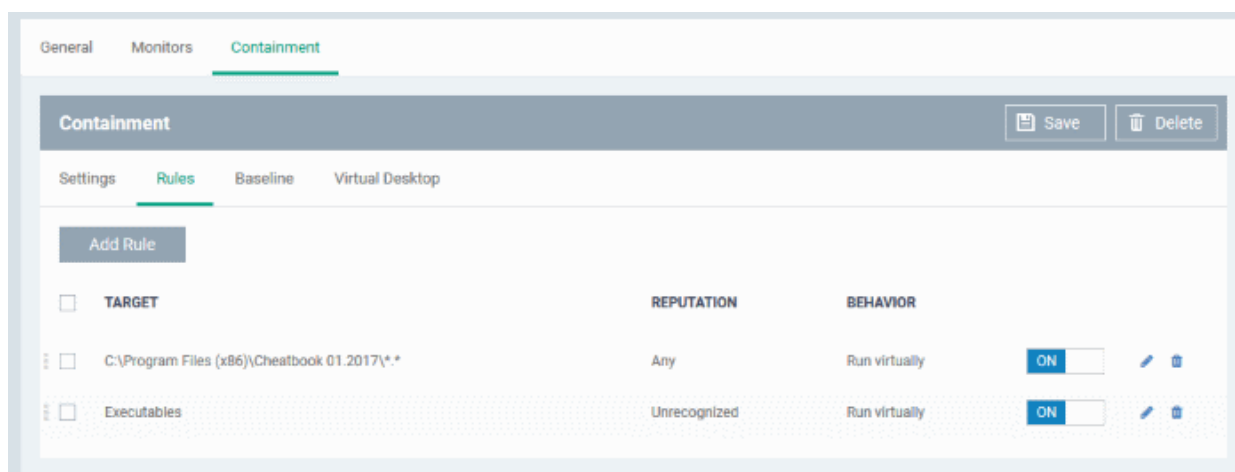 General Monitors Containment
Containment Save Delete
Settings Rules Baseline Virtual Desktop
Add Rule
TARGET REPUTATION BEHAVIOR
C:\Program Files (x86)\Cheatbook 01.2017\*.* Any Run virtually ON
Executables Unrecognized Run virtually ON